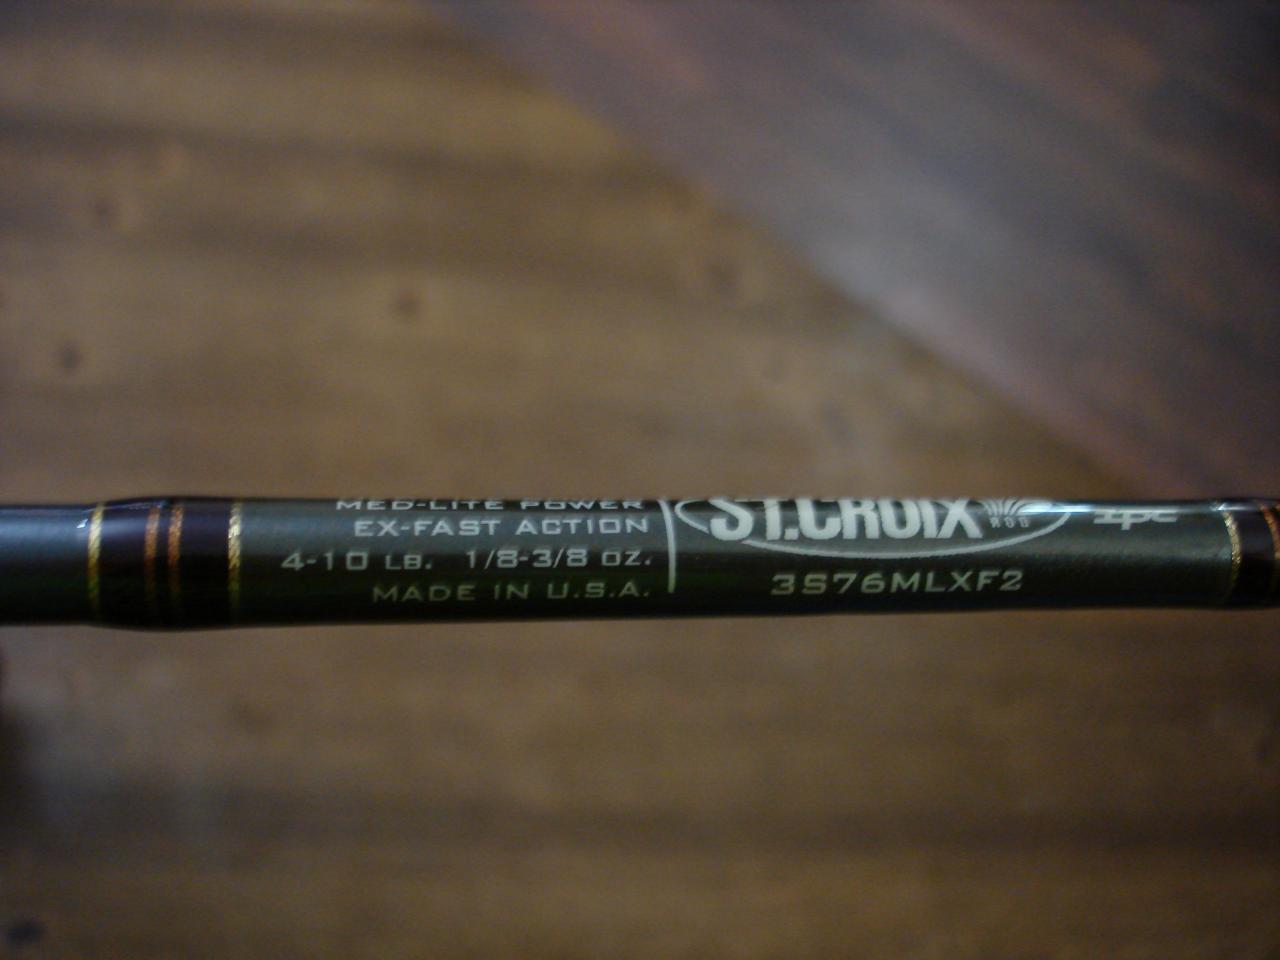 MED-LITE POWER
EX-FAST ACTION
4-10 LB. 1/8-3/8 OZ.
MADE IN U.S.A.
ST.CROIX
ROD
3S76MLXF2